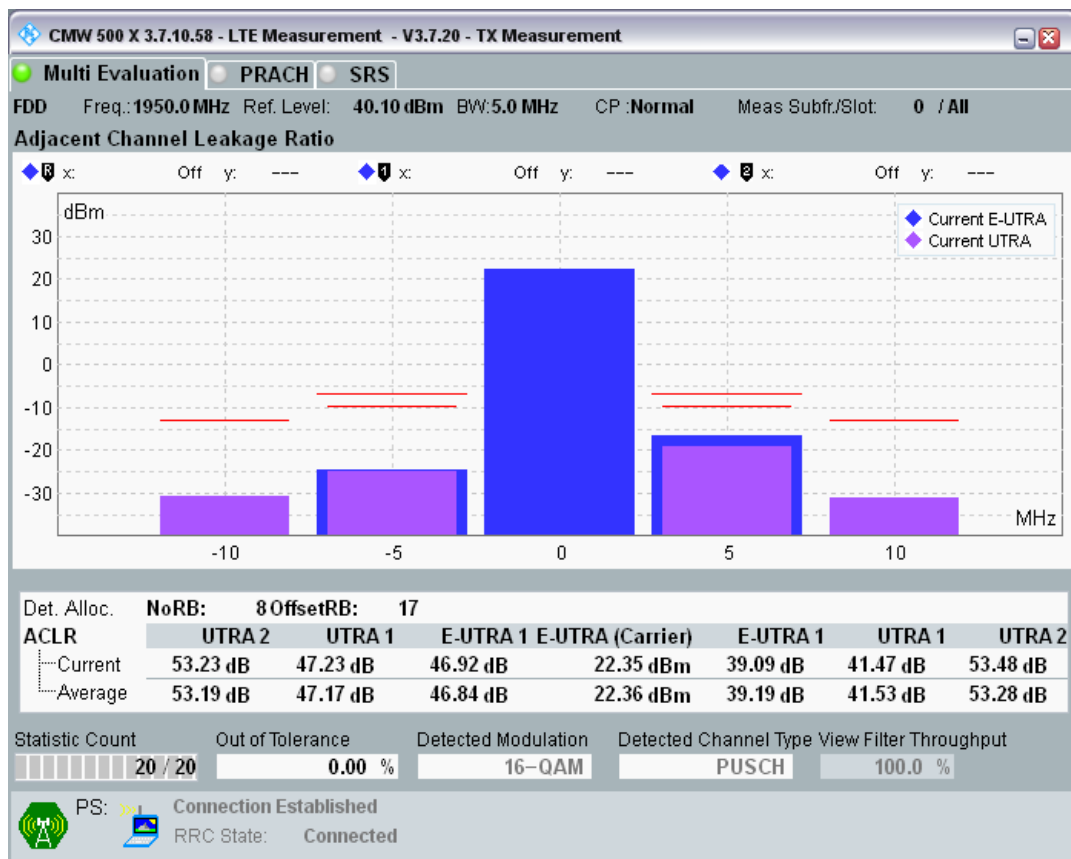 CMW 500 X 3.7.10.58 - LTE Measurement - V3.7.20 - TX Measurement
Multi Evaluation PRACH SRS
FDD Freq.:1950.0 MHz Ref. Level: 40.10 dBm BW:5.0 MHz CP :Normal Meas Subfr./Slot: 0 / All
Adjacent Channel Leakage Ratio
R x: Off y: --- 1 x: Off y: --- 2 x: Off y: ---
dBm
Current E-UTRA
Current UTRA
30
20
10
0
-10
-20
-30
MHz
-10 -5 0 5 10
Det. Alloc. NoRB: 8 OffsetRB: 17
ACLR UTRA 2 UTRA 1 E-UTRA 1 E-UTRA (Carrier) E-UTRA 1 UTRA 1 UTRA 2
Current 53.23 dB 47.23 dB 46.92 dB 22.35 dBm 39.09 dB 41.47 dB 53.48 dB
Average 53.19 dB 47.17 dB 46.84 dB 22.36 dBm 39.19 dB 41.53 dB 53.28 dB
Statistic Count Out of Tolerance Detected Modulation Detected Channel Type View Filter Throughput
20 / 20 0.00 % 16-QAM PUSCH 100.0 %
PS: Connection Established
RRC State: Connected